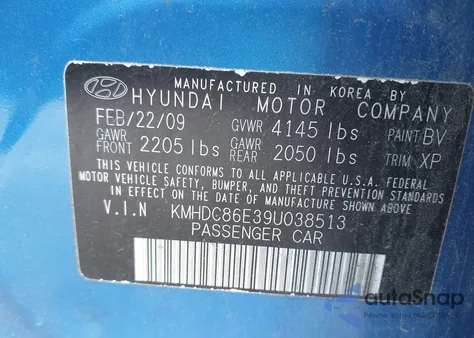 MANUFACTURED IN KOREA BY
HYUNDAI MOTOR COMPANY
FEB/22/09 GVWR 4145 lbs PAINT BV
GAWR FRONT 2205 lbs GAWR REAR 2050 lbs TRIM XP
THIS VEHICLE CONFORMS TO ALL APPLICABLE U.S.A. FEDERAL
MOTOR VEHICLE SAFETY, BUMPER, AND THEFT PREVENTION STANDARDS
IN EFFECT ON THE DATE OF MANUFACTURE SHOWN ABOVE.
V.I.N KMHDC86E39U038513
PASSENGER CAR
autoSnap